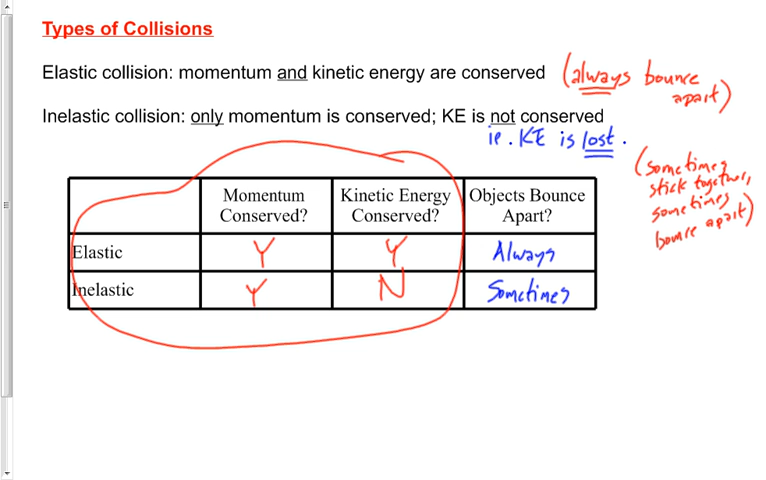 Types of Collisions
Elastic collision: momentum and kinetic energy are conserved (always bounce
apart)
Inelastic collision: only momentum is conserved; KE is not conserved
ie. KE is lost.
(sometimes
stick together,
sometimes
bounce apart)
Momentum Conserved? Kinetic Energy Conserved? Objects Bounce Apart?
Elastic Y Y Always
Inelastic Y N Sometimes